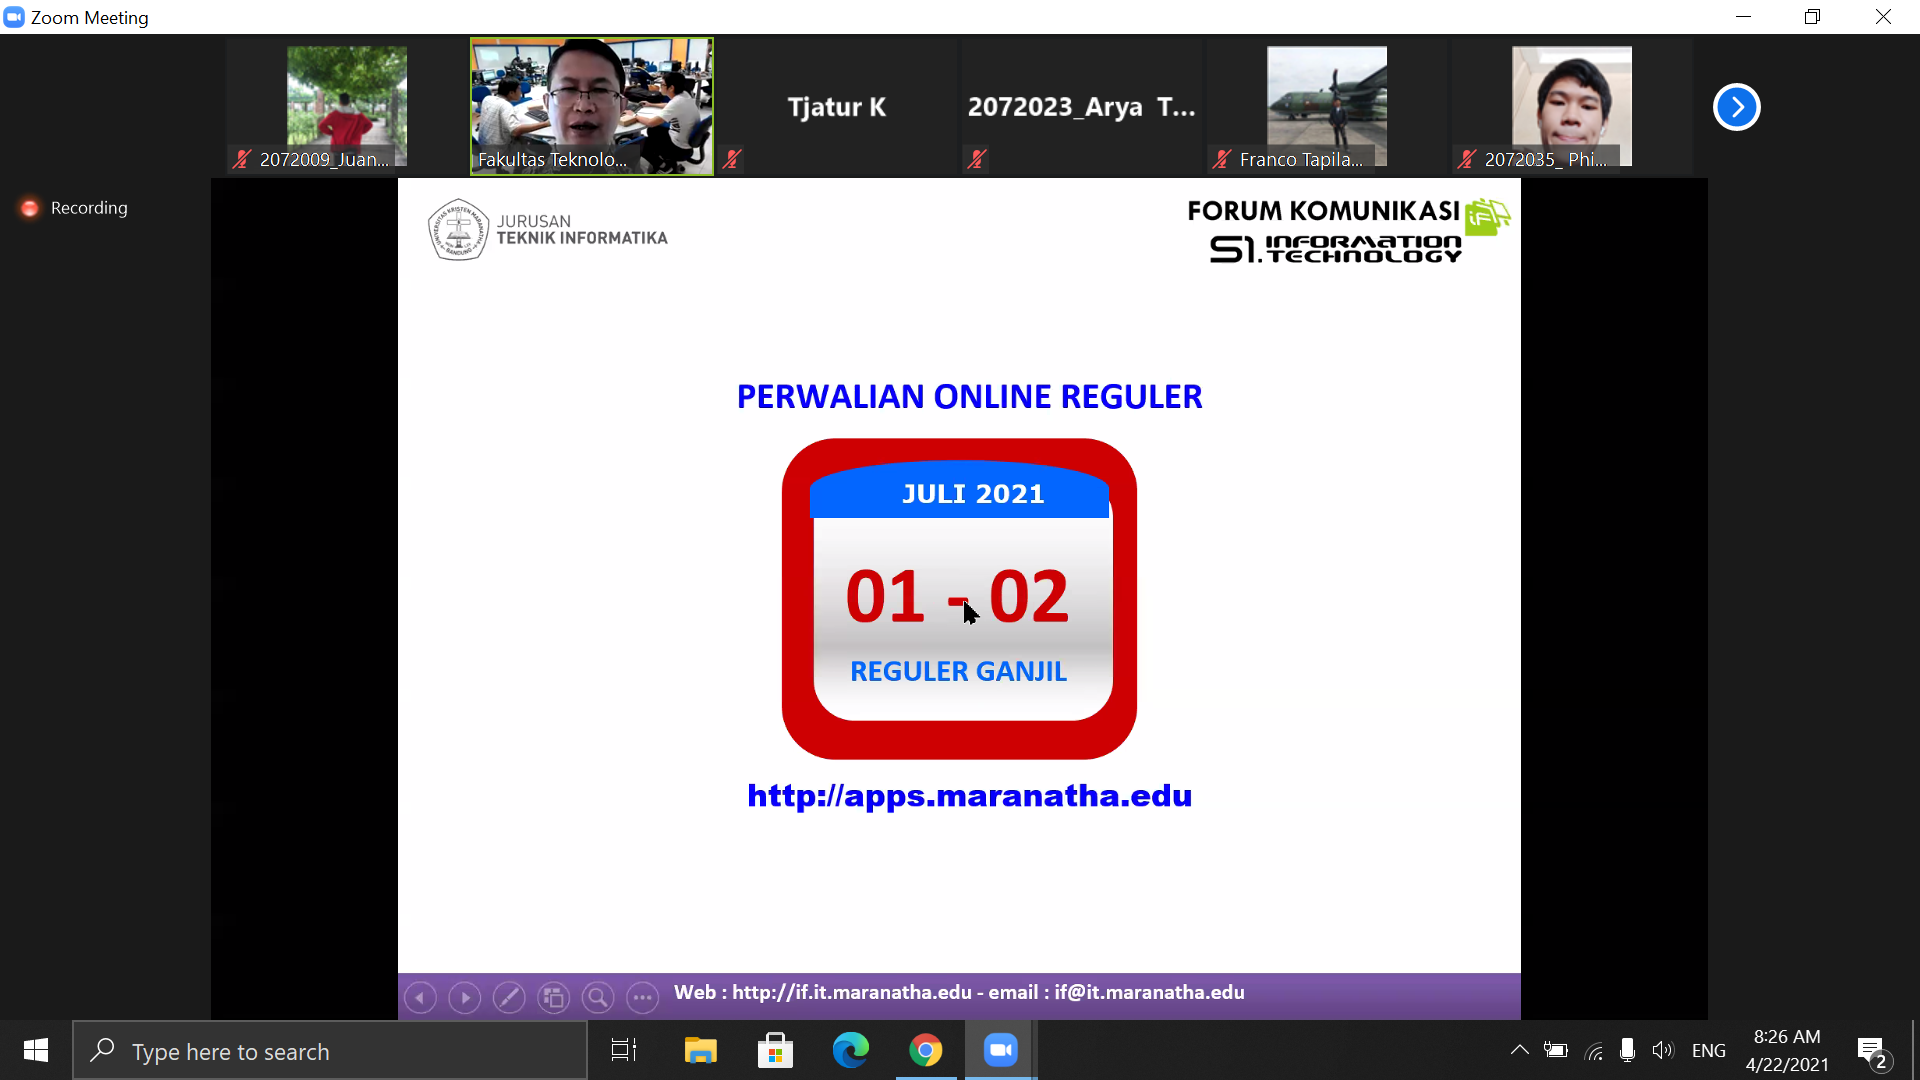 Zoom Meeting
2072009_Juan...
Fakultas Teknolo...
Tjatur K
2072023_Arya T...
Franco Tapila...
2072035_ Phi...
Recording
JURUSAN
TEKNIK INFORMATIKA
FORUM KOMUNIKASI
S1. INFORMATION
TECHNOLOGY
iF
PERWALIAN ONLINE REGULER
JULI 2021
01 - 02
REGULER GANJIL
http://apps.maranatha.edu
Web : http://if.it.maranatha.edu - email : if@it.maranatha.edu
Type here to search
ENG
8:26 AM
4/22/2021
2